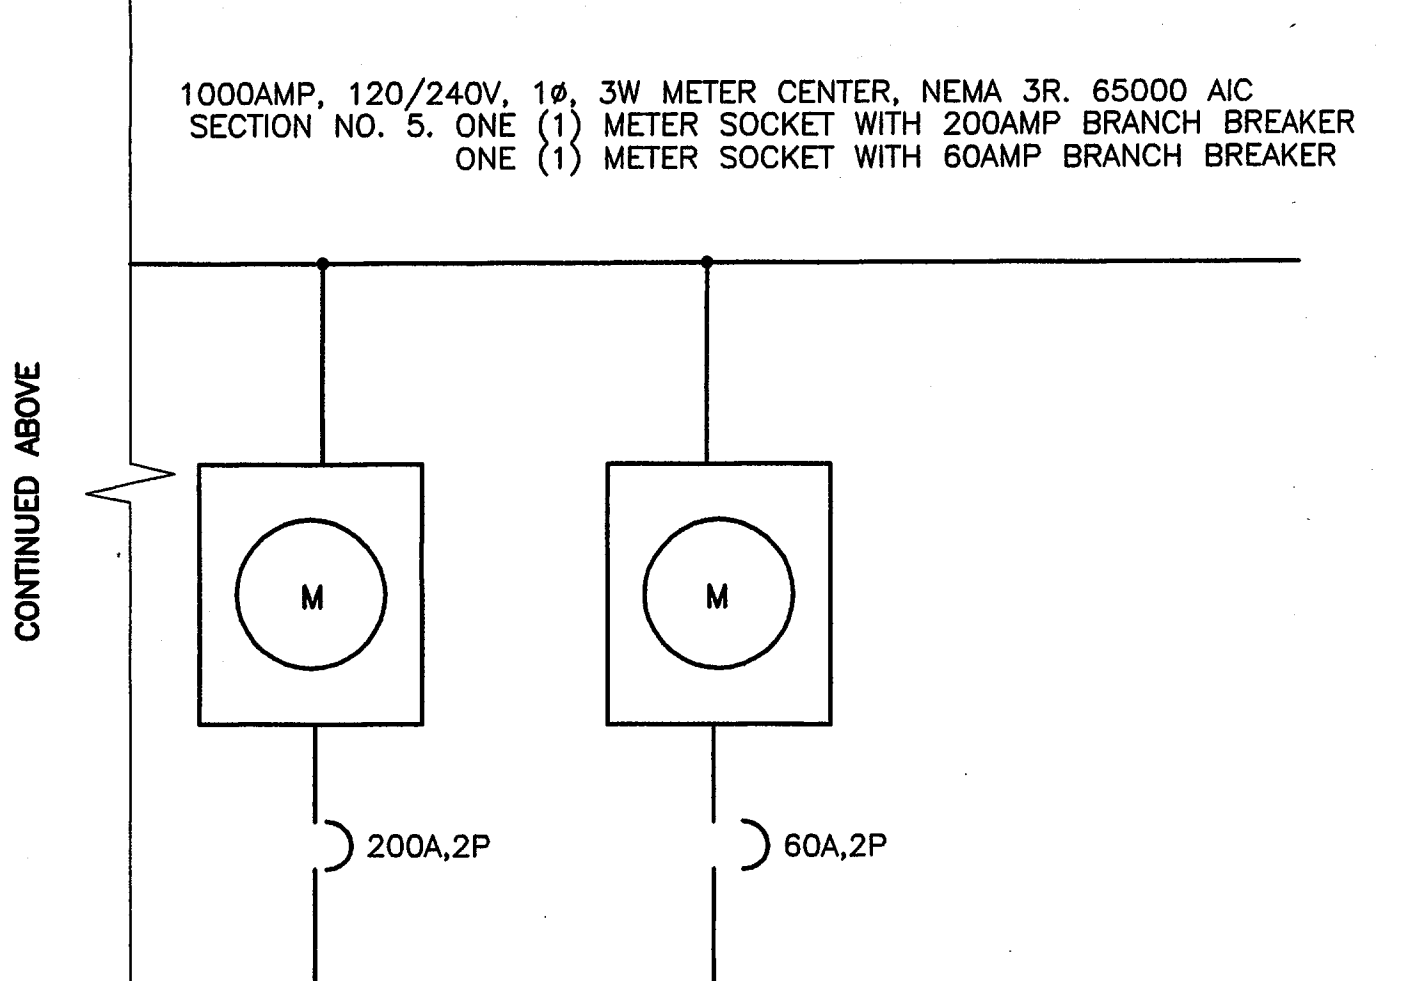 1000AMP, 120/240V, 1ø, 3W METER CENTER, NEMA 3R. 65000 AIC
SECTION NO. 5. ONE (1) METER SOCKET WITH 200AMP BRANCH BREAKER
ONE (1) METER SOCKET WITH 60AMP BRANCH BREAKER
CONTINUED ABOVE
M
M
200A,2P
60A,2P